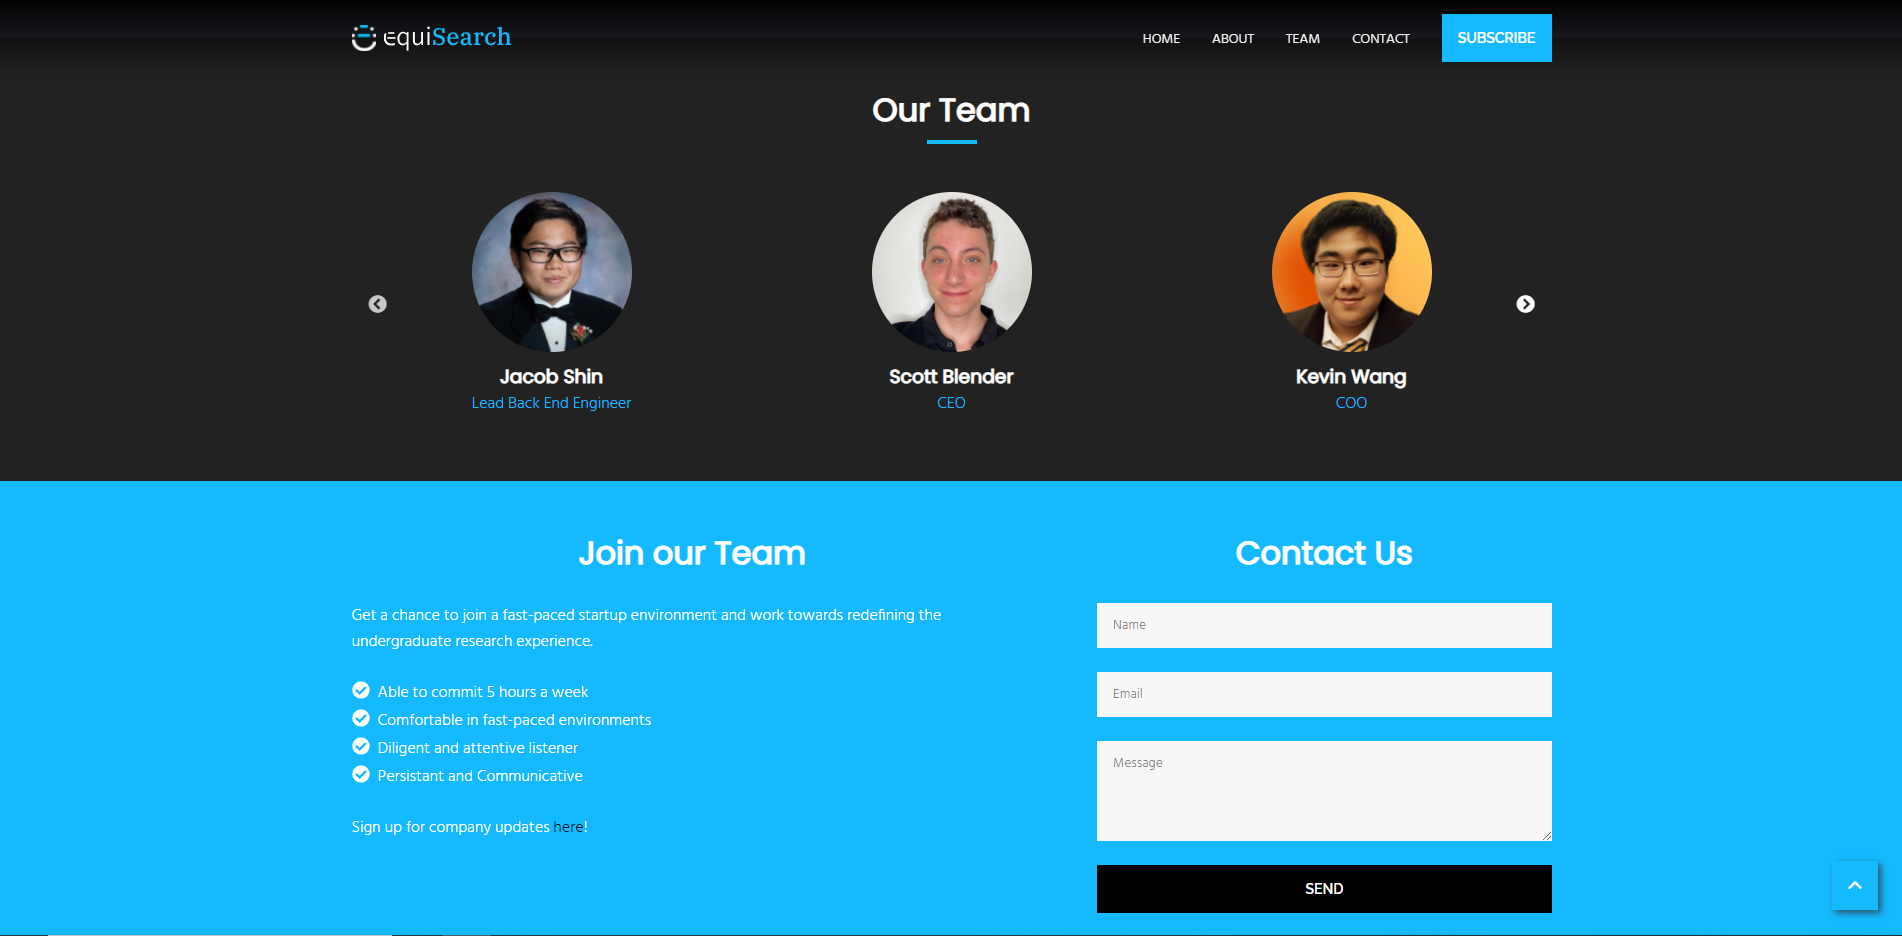 equiSearch
HOME
ABOUT
TEAM
CONTACT
SUBSCRIBE
Our Team
Jacob Shin
Lead Back End Engineer
Scott Blender
CEO
Kevin Wang
COO
Join our Team
Get a chance to join a fast-paced startup environment and work towards redefining the
undergraduate research experience.
Able to commit 5 hours a week
Comfortable in fast-paced environments
Diligent and attentive listener
Persistant and Communicative
Sign up for company updates here!
Contact Us
Name
Email
Message
SEND